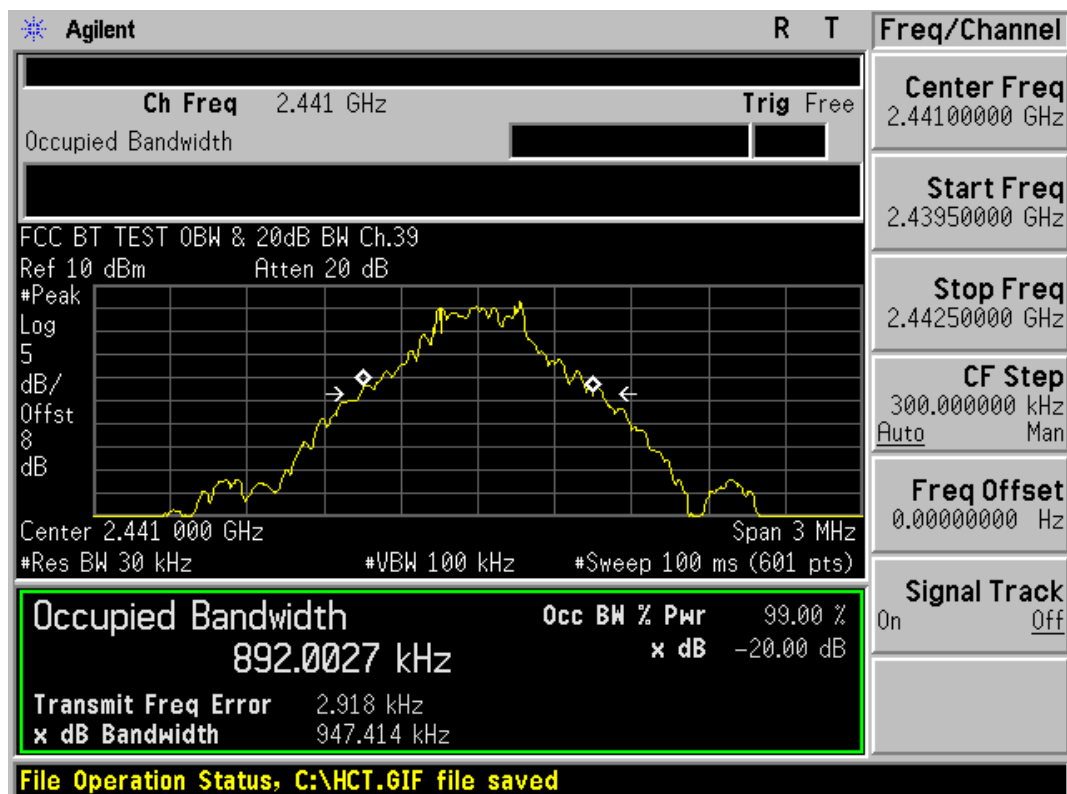 Agilent R T Freq/Channel
Ch Freq 2.441 GHz Trig Free
Occupied Bandwidth
Center Freq
2.44100000 GHz
Start Freq
2.43950000 GHz
Stop Freq
2.44250000 GHz
CF Step
300.000000 kHz
Auto Man
Freq Offset
0.00000000 Hz
Signal Track
On Off
FCC BT TEST OBW & 20dB BW Ch.39
Ref 10 dBm Atten 20 dB
#Peak
Log
5
dB/
Offst
8
dB
Center 2.441 000 GHz Span 3 MHz
#Res BW 30 kHz #VBW 100 kHz #Sweep 100 ms (601 pts)
Occupied Bandwidth Occ BW % Pwr 99.00 %
892.0027 kHz x dB -20.00 dB
Transmit Freq Error 2.918 kHz
x dB Bandwidth 947.414 kHz
File Operation Status, C:\HCT.GIF file saved